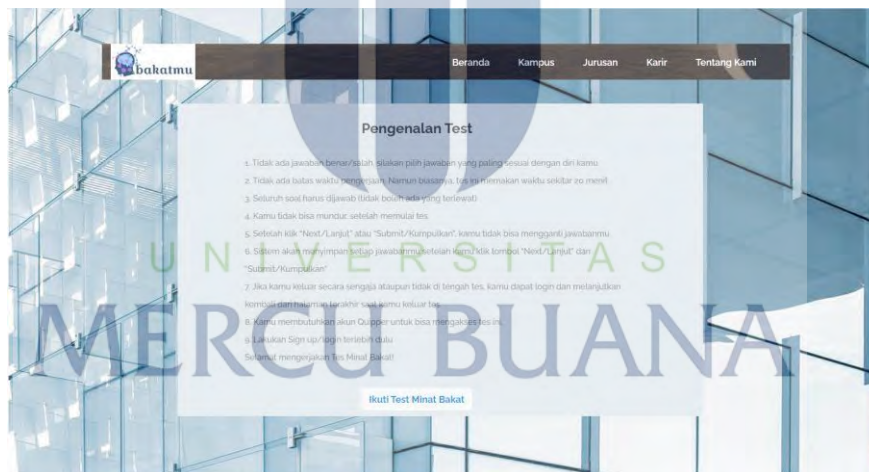 bakatmu
Beranda Kampus Jurusan Karir Tentang Kami
Pengenalan Test
1. Tidak ada jawaban benar/salah, silakan pilih jawaban yang paling sesuai dengan diri kamu.
2. Tidak ada batas waktu pengerjaan. Namun biasanya, tes ini memakan waktu sekitar 20 menit.
3. Seluruh soal harus dijawab (tidak boleh ada yang terlewat).
4. Kamu tidak bisa mundur, setelah memulai tes.
5. Setelah klik "Next/Lanjut" atau "Submit/Kumpulkan", kamu tidak bisa mengganti jawabanmu.
6. Sistem akan menyimpan setiap jawabanmu setelah kamu klik tombol "Next/Lanjut" dan
"Submit/Kumpulkan"
7. Jika kamu keluar secara sengaja ataupun tidak di tengah tes, kamu dapat login dan melanjutkan
kembali dari halaman terakhir saat kamu keluar tes.
8. Kamu membutuhkan akun Quipper untuk bisa mengakses tes ini.
9. Lakukan Sign up/login terlebih dulu
Selamat mengerjakan Tes Minat Bakat!
Ikuti Test Minat Bakat
UNIVERSITAS
MERCU BUANA